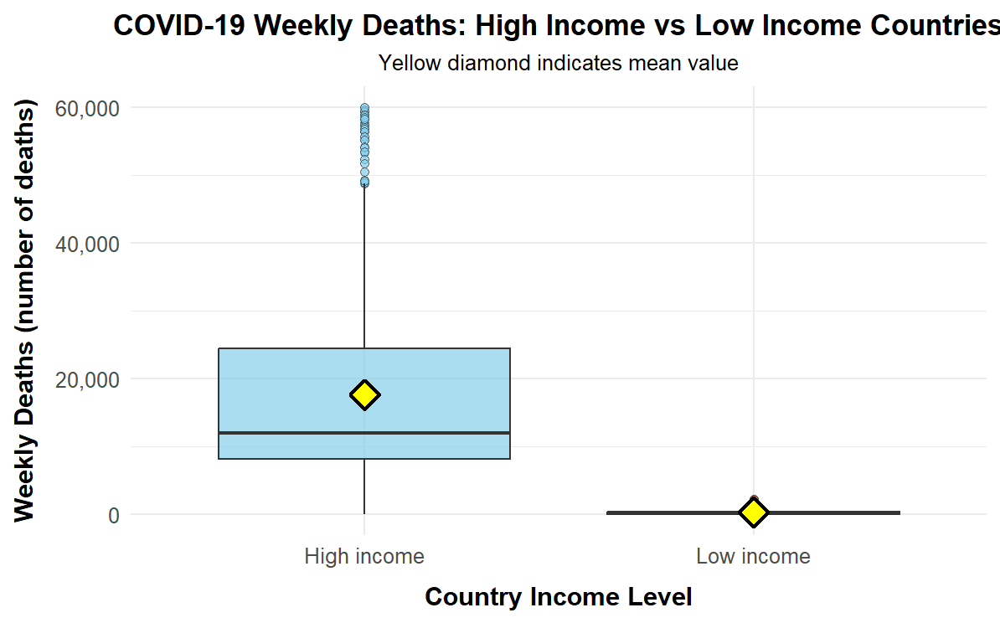 COVID-19 Weekly Deaths: High Income vs Low Income Countries
Yellow diamond indicates mean value
Weekly Deaths (number of deaths)
60,000
40,000
20,000
0
High income
Low income
Country Income Level